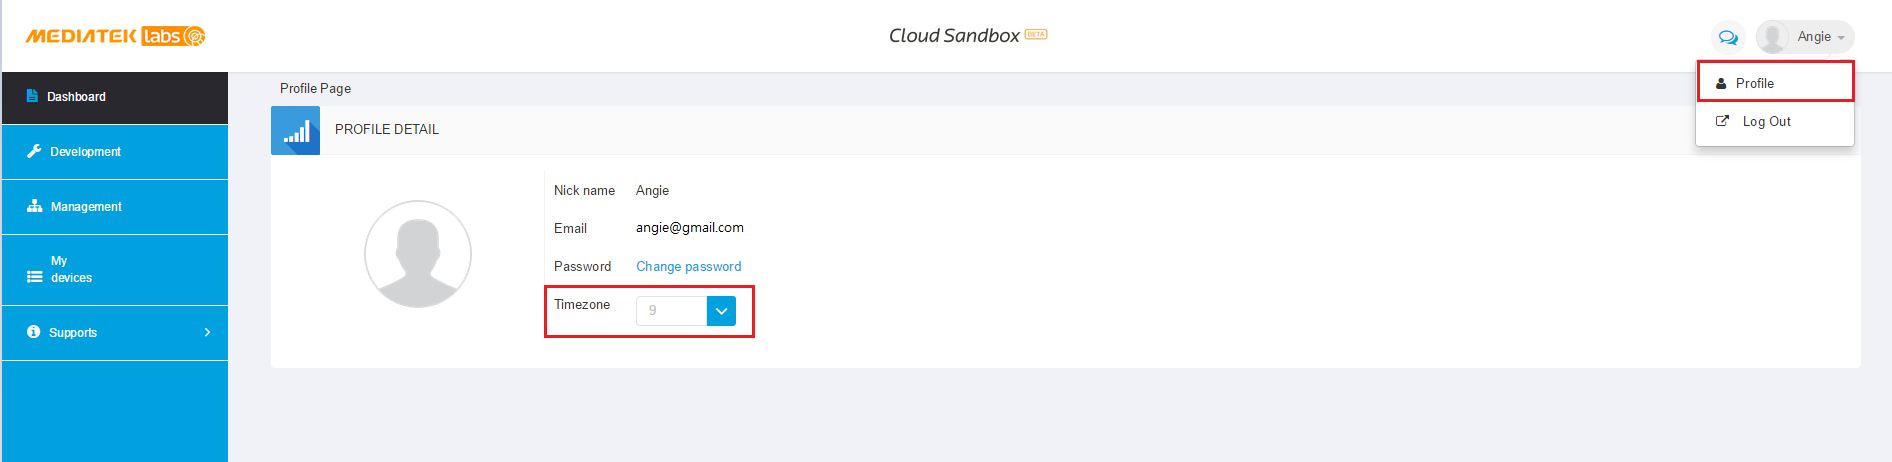 MEDIATEK labs
Cloud Sandbox BETA
Angie
Profile
Log Out
Dashboard
Development
Management
My
devices
Supports
Profile Page
PROFILE DETAIL
Nick name Angie
Email angie@gmail.com
Password Change password
Timezone 9